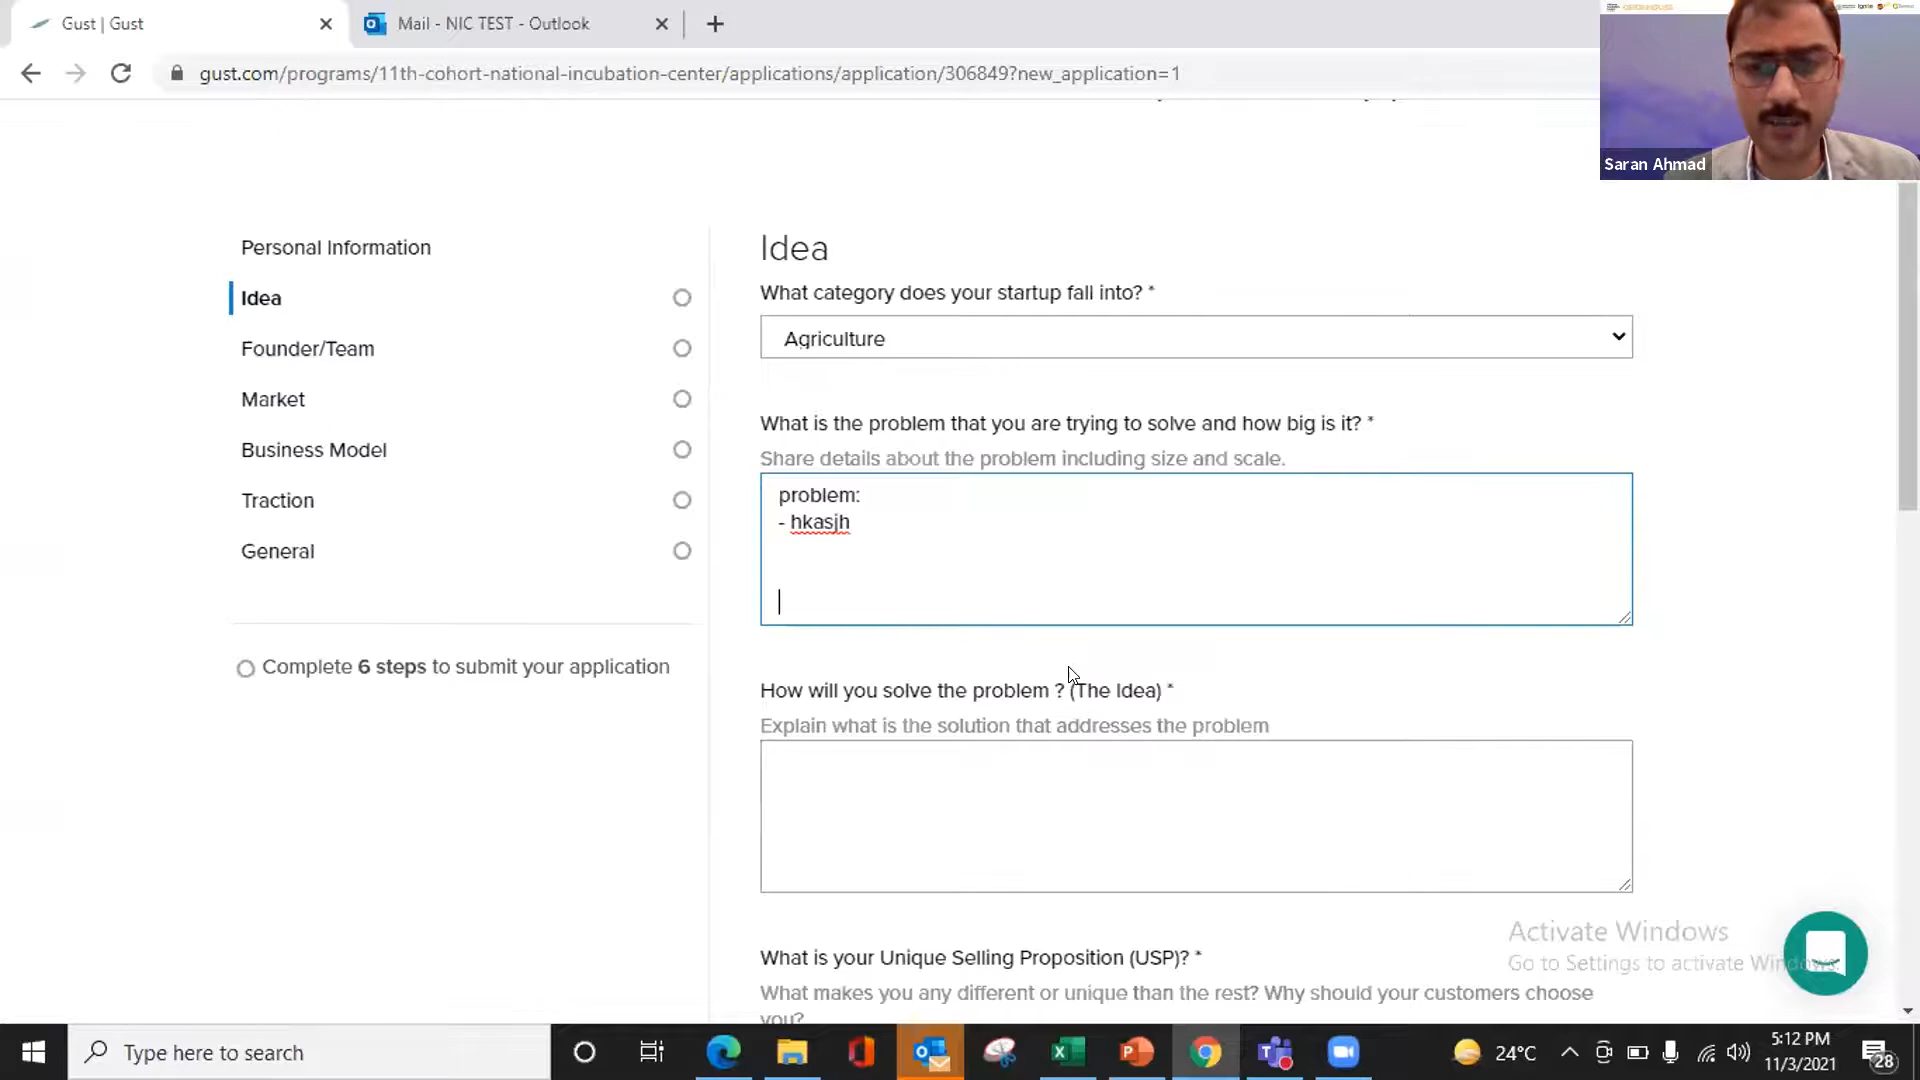 Gust | Gust
Mail - NIC TEST - Outlook
gust.com/programs/11th-cohort-national-incubation-center/applications/application/306849?new_application=1
Saran Ahmad
Personal Information
Idea
Founder/Team
Market
Business Model
Traction
General
Complete 6 steps to submit your application
Idea
What category does your startup fall into? *
Agriculture
What is the problem that you are trying to solve and how big is it? *
Share details about the problem including size and scale.
problem:
- hkasjh
How will you solve the problem ? (The Idea) *
Explain what is the solution that addresses the problem
What is your Unique Selling Proposition (USP)? *
What makes you any different or unique than the rest? Why should your customers choose
you?
Activate Windows
Go to Settings to activate Windows.
Type here to search
24°C
5:12 PM
11/3/2021
28